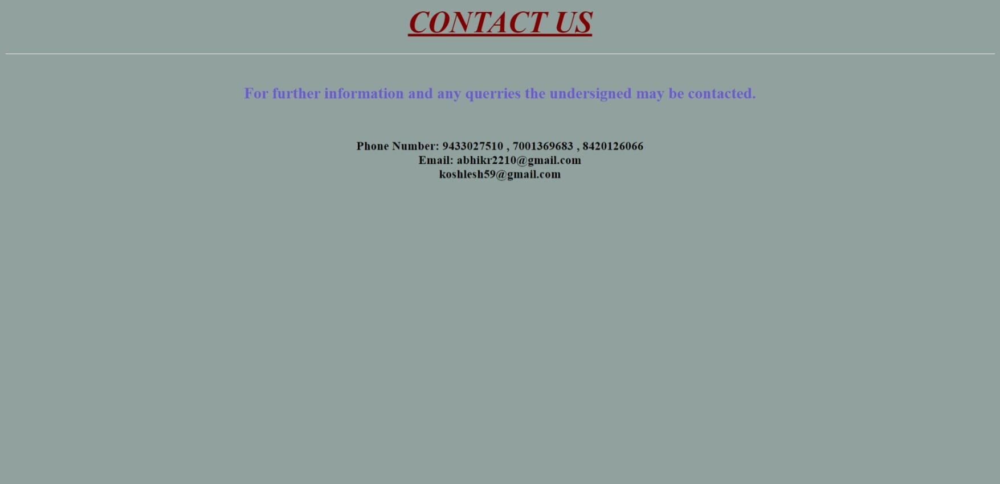 CONTACT US
For further information and any querries the undersigned may be contacted.
Phone Number: 9433027510 , 7001369683 , 8420126066
Email: abhikr2210@gmail.com
koshlesh59@gmail.com